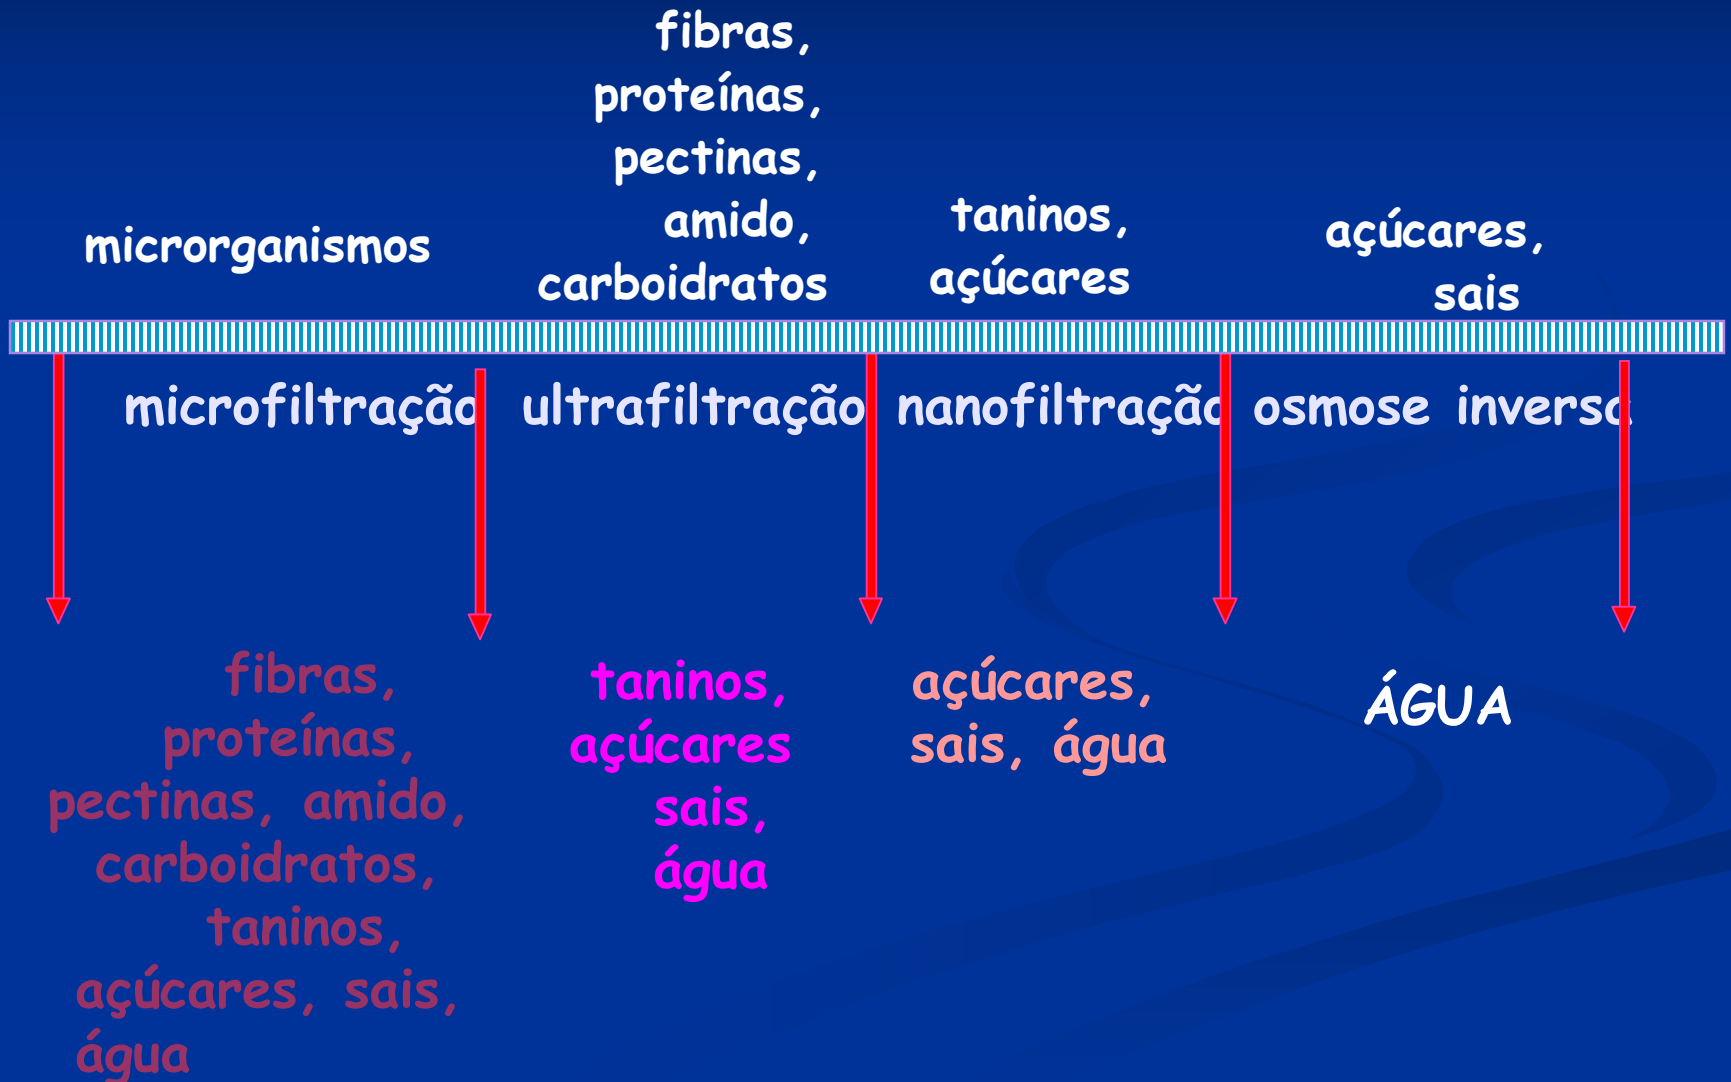 microrganismos
fibras,
proteínas,
pectinas,
amido,
carboidratos
taninos,
açúcares
açúcares,
sais
microfiltração
ultrafiltração
nanofiltração
osmose inversa
fibras,
proteínas,
pectinas, amido,
carboidratos,
taninos,
açúcares, sais,
água
taninos,
açúcares
sais,
água
açúcares,
sais, água
ÁGUA